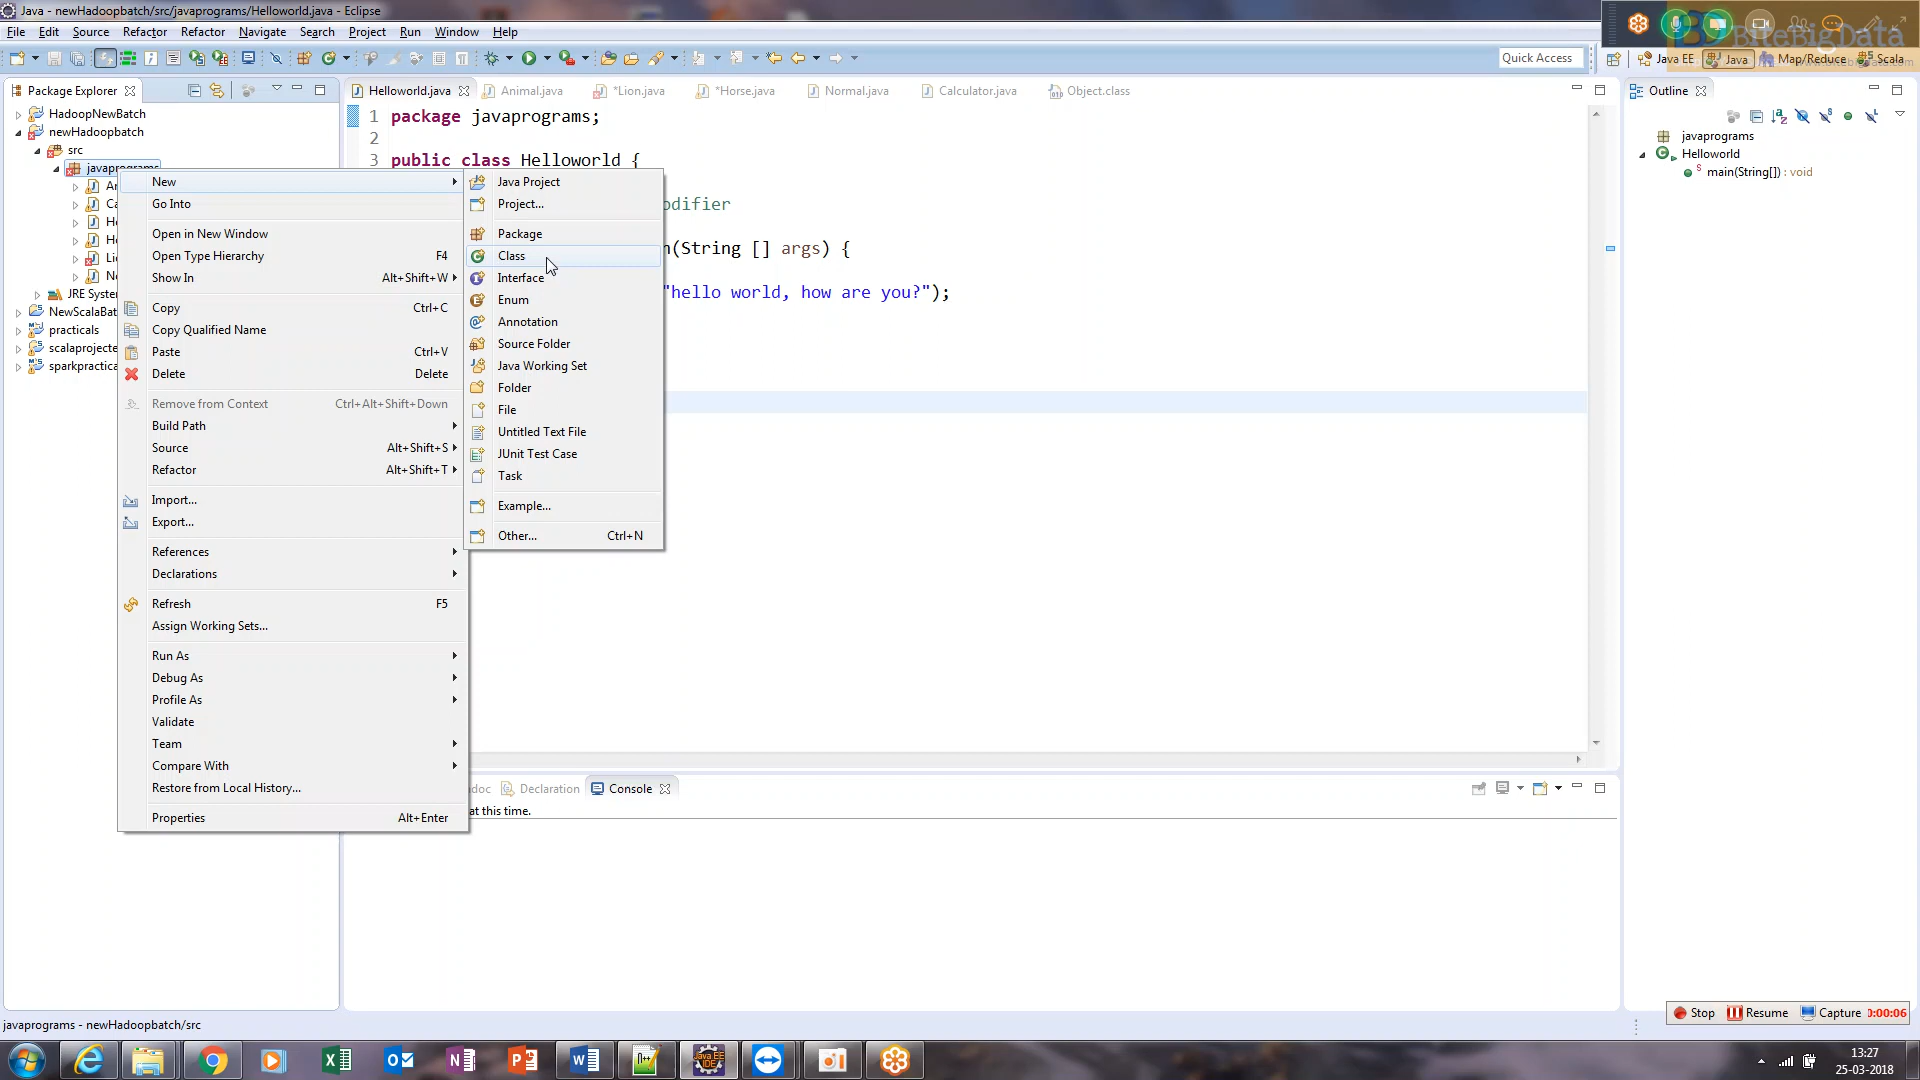 Java - newHadoopbatch/src/javaprograms/Helloworld.java - Eclipse
File Edit Source Refactor Refactor Navigate Search Project Run Window Help
BiteBigData
Quick Access
Java EE Java Map/Reduce Scala
Package Explorer
HadoopNewBatch
newHadoopbatch
src
javaprograms
JRE System
NewScalaBat
practicals
scalaprojecte
sparkpractica
Helloworld.java Animal.java *Lion.java *Horse.java Normal.java Calculator.java Object.class
1 package javaprograms;
2
3 public class Helloworld {
odifier
(String [] args) {
"hello world, how are you?");
New
Go Into
Open in New Window
Open Type Hierarchy F4
Show In Alt+Shift+W
Copy Ctrl+C
Copy Qualified Name
Paste Ctrl+V
Delete Delete
Remove from Context Ctrl+Alt+Shift+Down
Build Path
Source Alt+Shift+S
Refactor Alt+Shift+T
Import...
Export...
References
Declarations
Refresh F5
Assign Working Sets...
Run As
Debug As
Profile As
Validate
Team
Compare With
Restore from Local History...
Properties Alt+Enter
Java Project
Project...
Package
Class
Interface
Enum
Annotation
Source Folder
Java Working Set
Folder
File
Untitled Text File
JUnit Test Case
Task
Example...
Other... Ctrl+N
Outline
javaprograms
Helloworld
main(String[]) : void
doc Declaration Console
at this time.
javaprograms - newHadoopbatch/src
Stop Resume Capture 0:00:06
13:27
25-03-2018